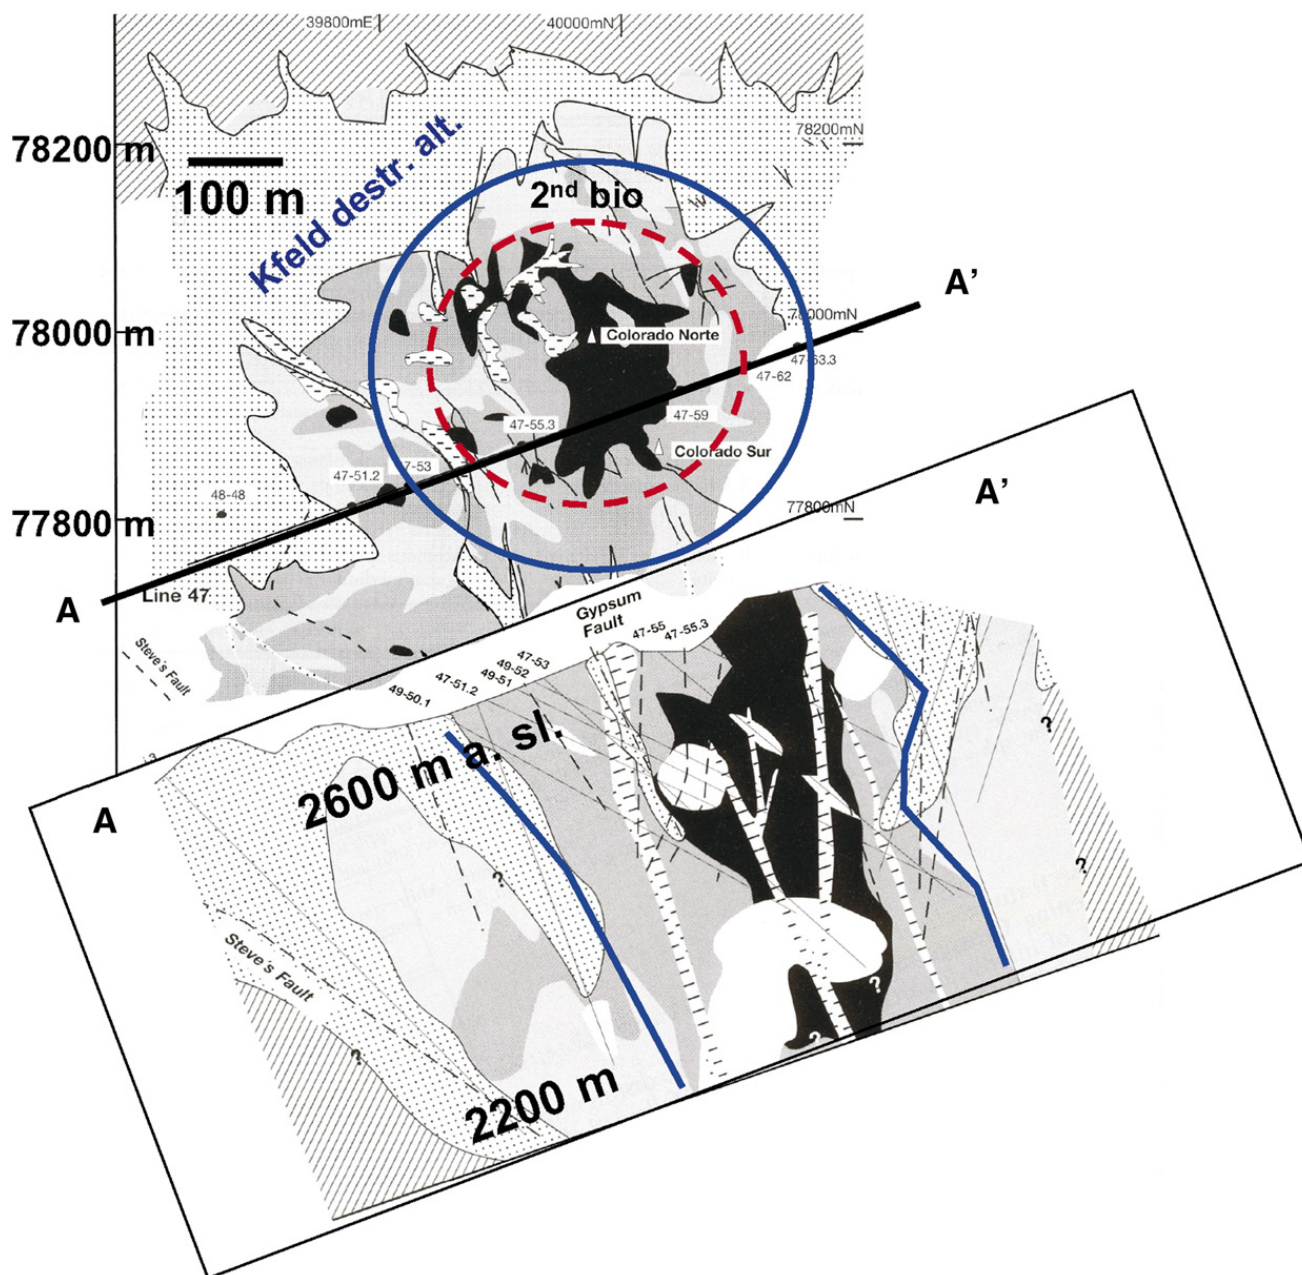 39800mE
40000mN
78200 m
78200mN
100 m
Kfeld destr. alt.
2nd bio
A'
78000 m
78000mN
Colorado Norte
47-63.3
47-62
47-59
47-55.3
Colorado Sur
7-53
47-51.2
48-48
77800 m
77800mN
A'
A
Line 47
Steve's Fault
Gypsum
Fault
47-55
47-55.3
47-53
49-52
49-51
47-51.2
49-50.1
?
2600 m a. sl.
A
?
?
?
Steve's Fault
?
?
?
2200 m